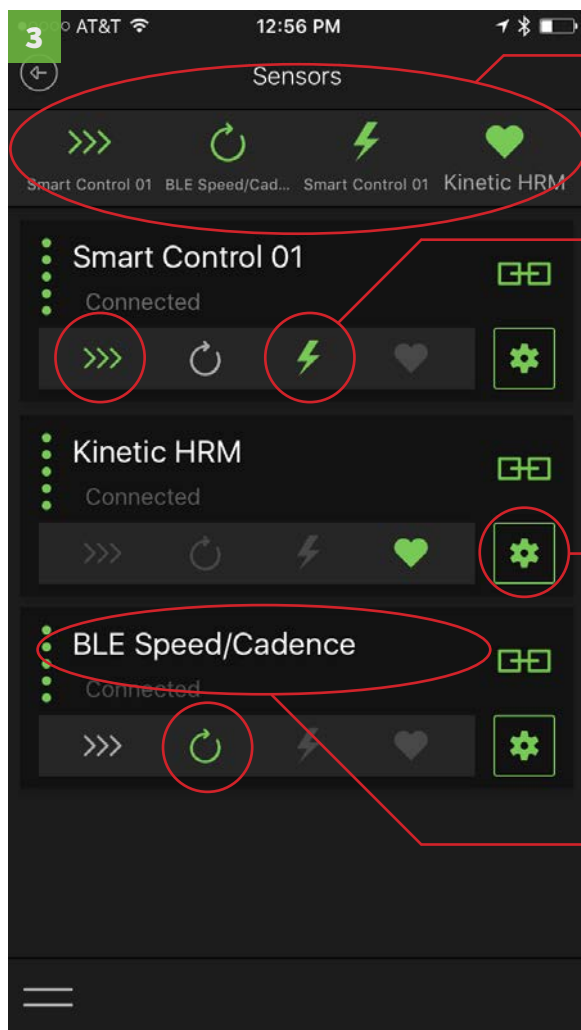 3
AT&T 12:56 PM
Sensors
Smart Control 01 BLE Speed/Cad... Smart Control 01 Kinetic HRM
Smart Control 01
Connected
Kinetic HRM
Connected
BLE Speed/Cadence
Connected